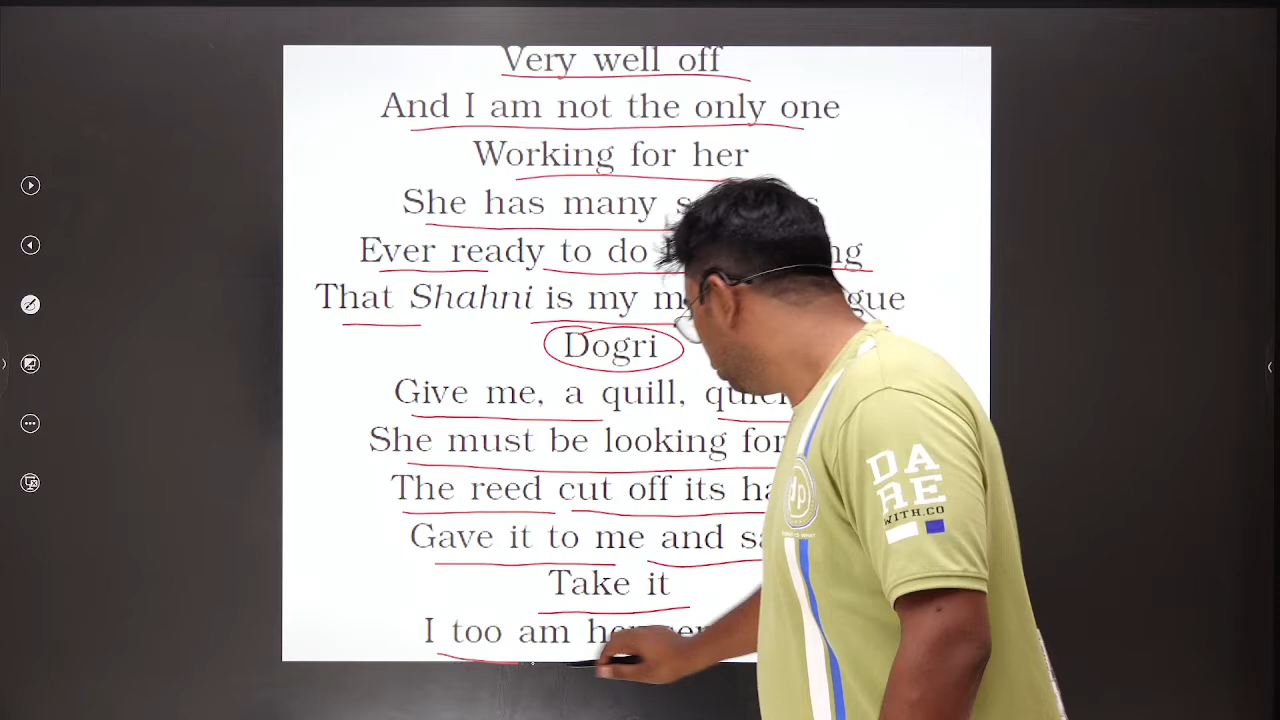 Very well off
And I am not the only one
Working for her
She has many
Ever ready to do
That Shahni is my
Dogri
Give me, a quill,
She must be looking for
The reed cut off its
Gave it to me and
Take it
I too am
DARE
WITH.CO
dp